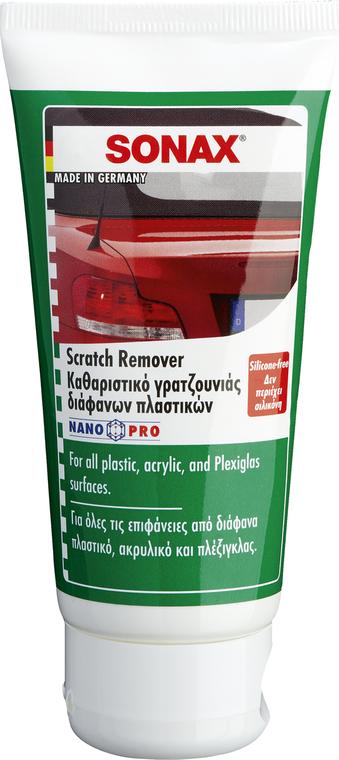 SONAX®
MADE IN GERMANY
Scratch Remover
Καθαριστικό γρατζουνιάς
διάφανων πλαστικών
Silicone-free
Δεν
περιέχει
σιλικόνη
NANO PRO
For all plastic, acrylic, and Plexiglas
surfaces.
Για όλες τις επιφάνειες από διάφανα
πλαστικό, ακρυλικό και πλέξιγκλας.